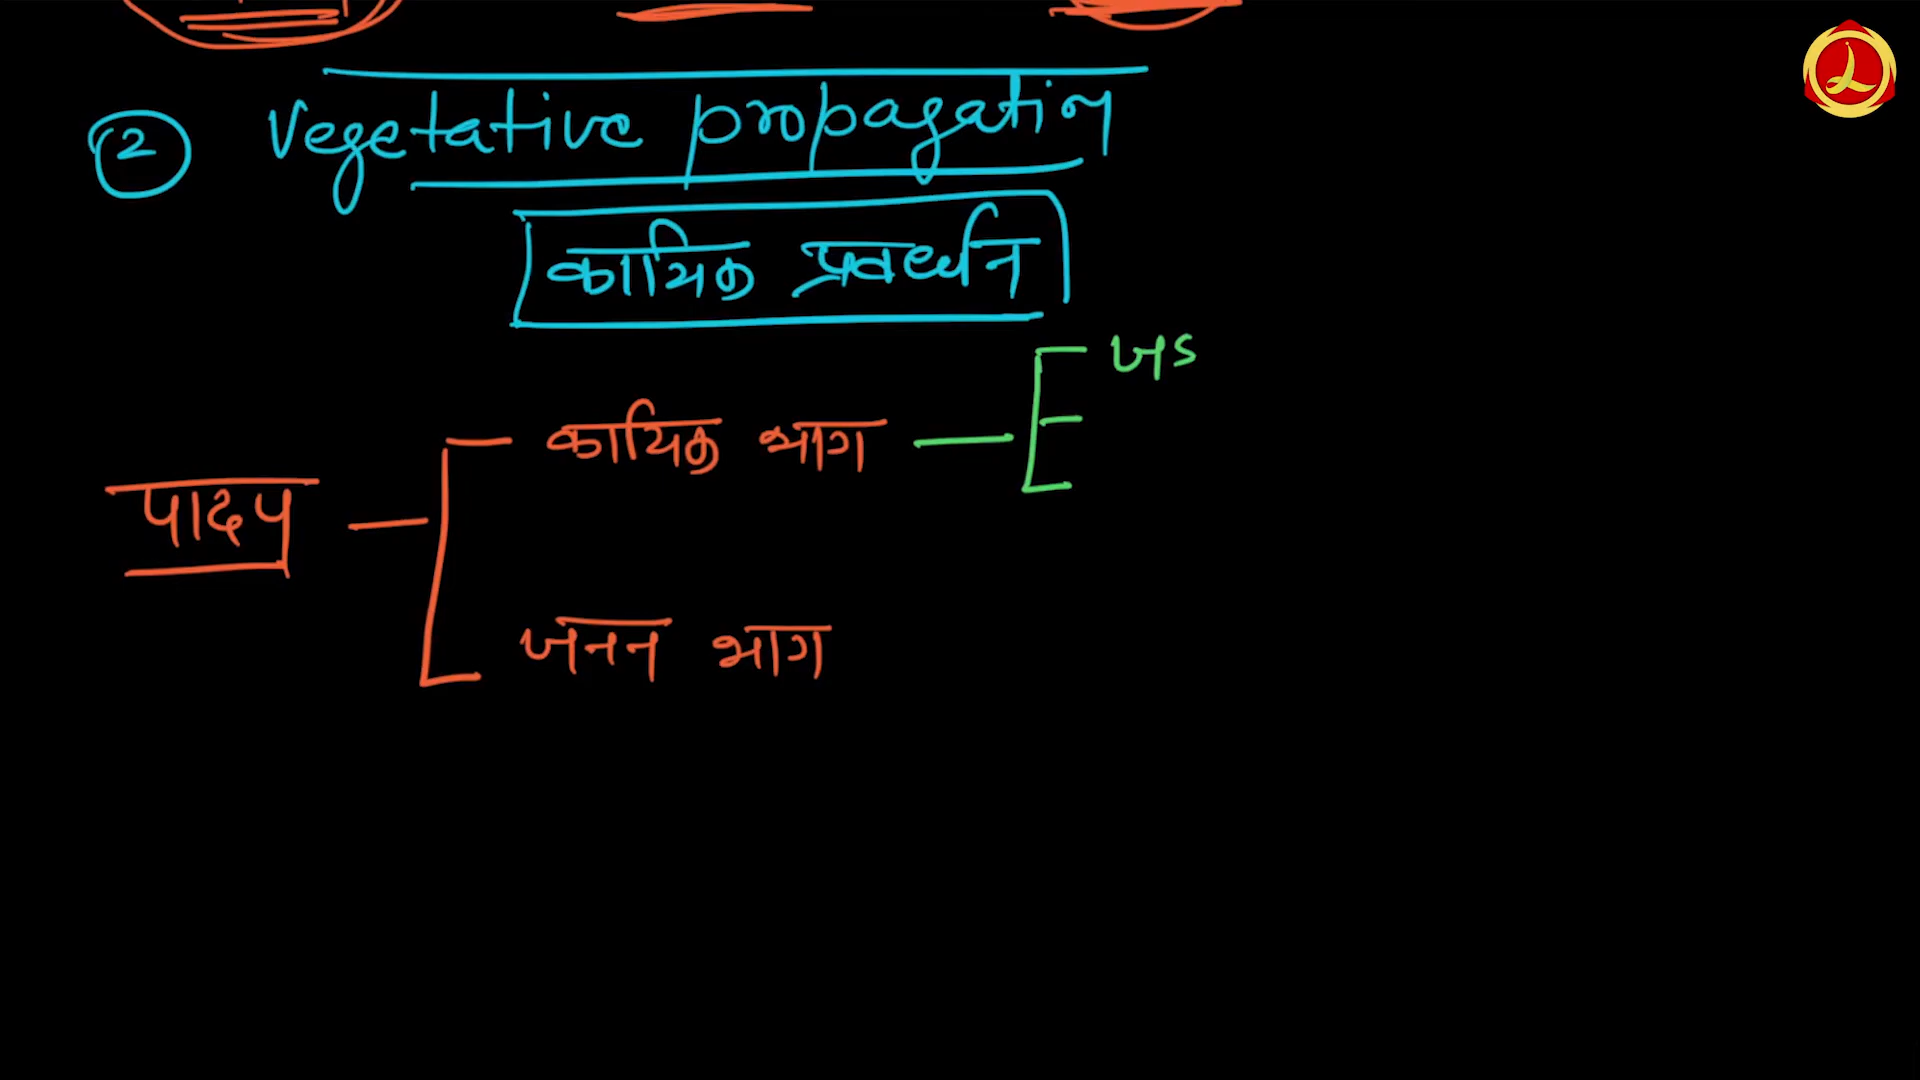 2 Vegetative propagation
कायिक प्रवर्धन
जड
कायिक भाग
पादप
जनन भाग